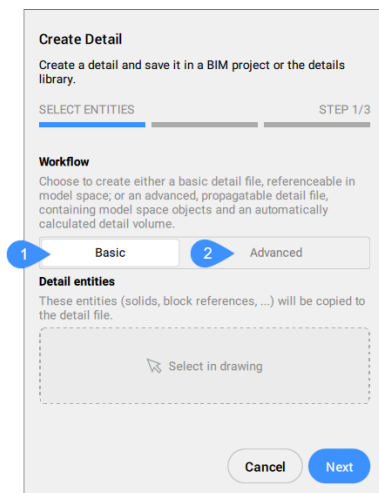 Create Detail
Create a detail and save it in a BIM project or the details
library.
SELECT ENTITIES STEP 1/3
Workflow
Choose to create either a basic detail file, referenceable in
model space; or an advanced, propagatable detail file,
containing model space objects and an automatically
calculated detail volume.
1 Basic 2 Advanced
Detail entities
These entities (solids, block references, ...) will be copied to
the detail file.
Select in drawing
Cancel Next